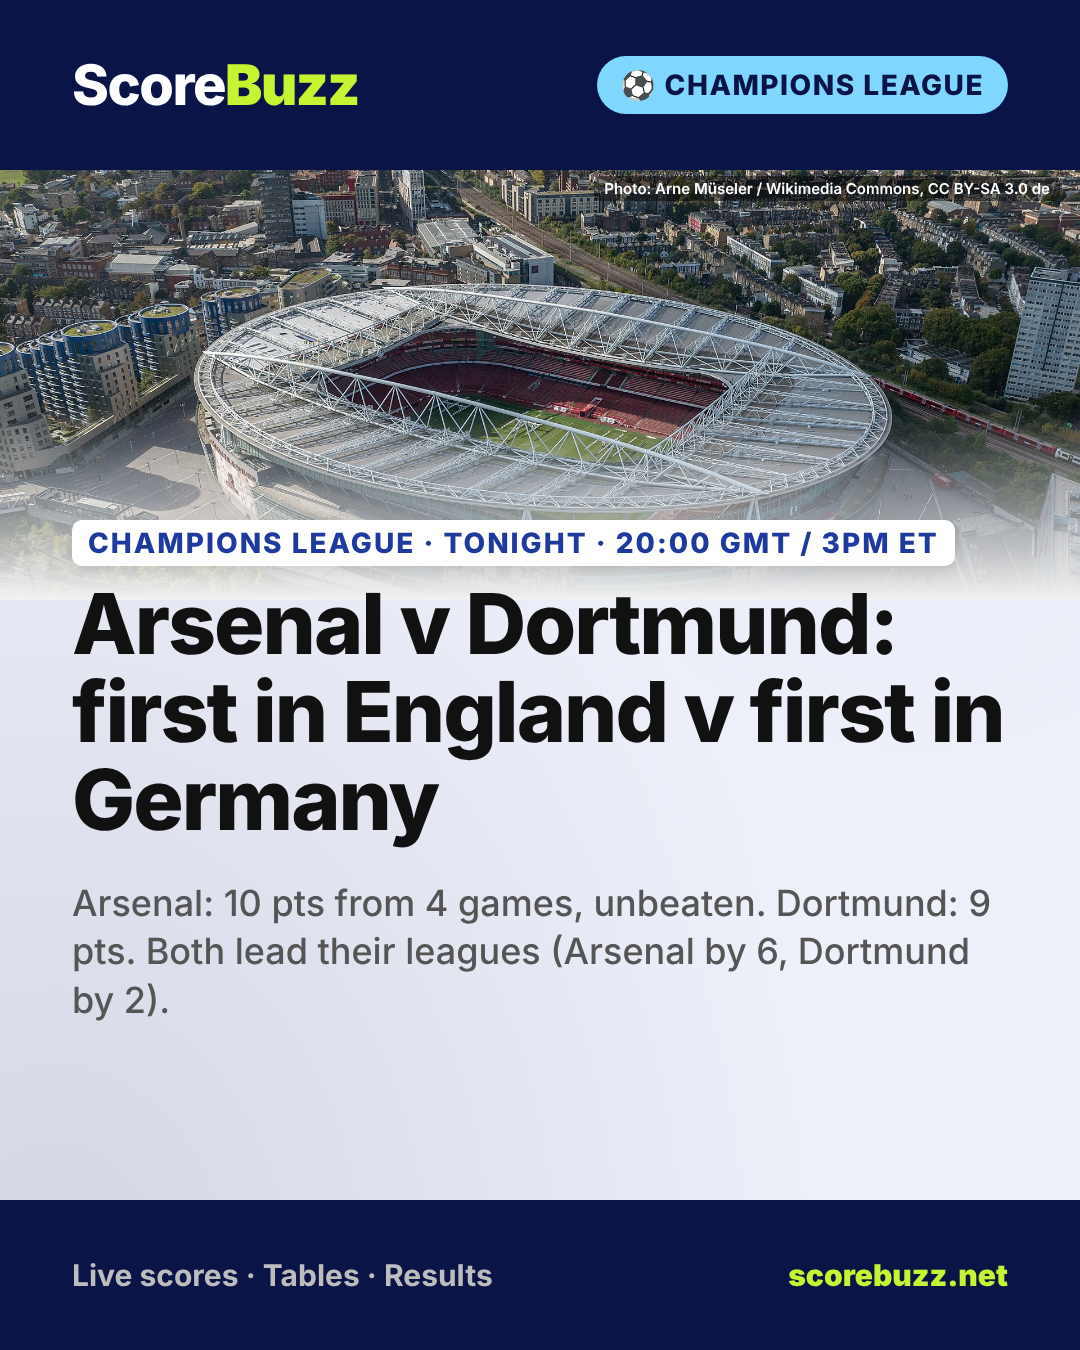 ScoreBuzz
⚽ CHAMPIONS LEAGUE
Photo: Arne Müseler / Wikimedia Commons, CC BY-SA 3.0 de
CHAMPIONS LEAGUE · TONIGHT · 20:00 GMT / 3PM ET
Arsenal v Dortmund:
first in England v first in
Germany
Arsenal: 10 pts from 4 games, unbeaten. Dortmund: 9
pts. Both lead their leagues (Arsenal by 6, Dortmund
by 2).
Live scores · Tables · Results
scorebuzz.net